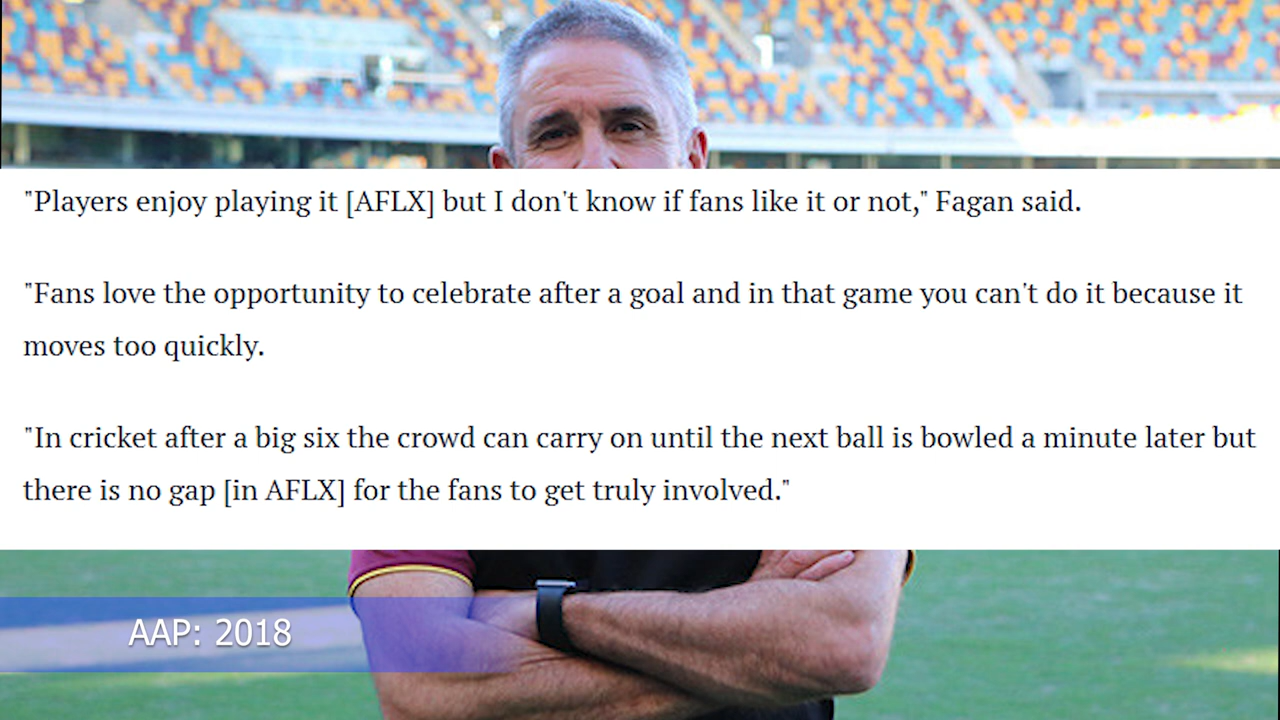 "Players enjoy playing it [AFLX] but I don't know if fans like it or not," Fagan said.
"Fans love the opportunity to celebrate after a goal and in that game you can't do it because it
moves too quickly.
"In cricket after a big six the crowd can carry on until the next ball is bowled a minute later but
there is no gap [in AFLX] for the fans to get truly involved."
AAP: 2018